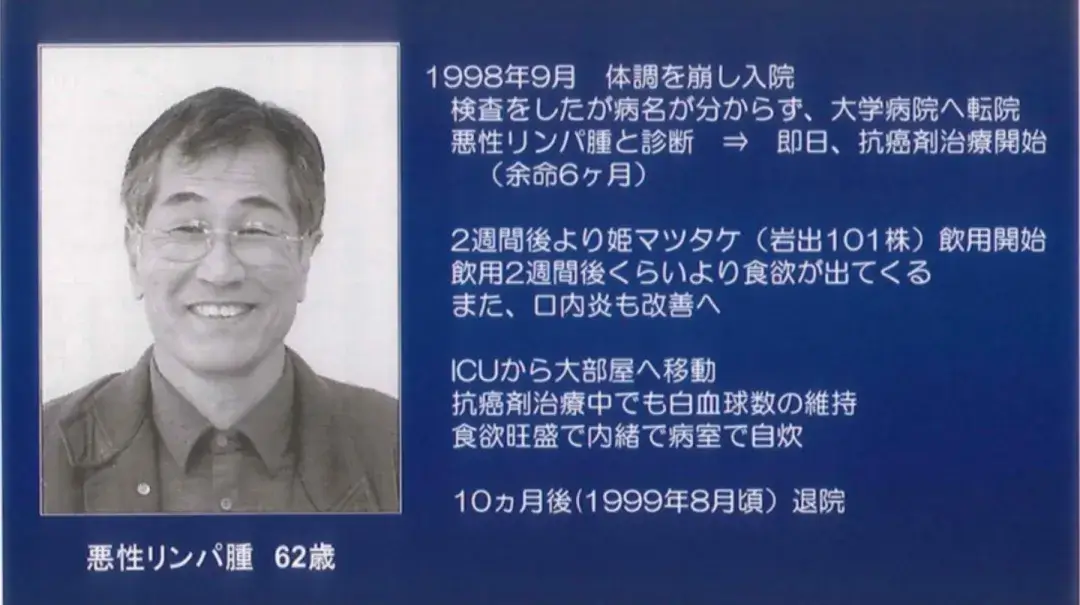 1998年9月 体調を崩し入院
検査をしたが病名が分からず、大学病院へ転院
悪性リンパ腫と診断 ⇒ 即日、抗癌剤治療開始
(余命6ヶ月)
2週間後より姫マツタケ(岩出101株)飲用開始
飲用2週間後くらいより食欲が出てくる
また、口内炎も改善へ
ICUから大部屋へ移動
抗癌剤治療中でも白血球数の維持
食欲旺盛で内緒で病室で自炊
10ヵ月後(1999年8月頃)退院
悪性リンパ腫 62歳